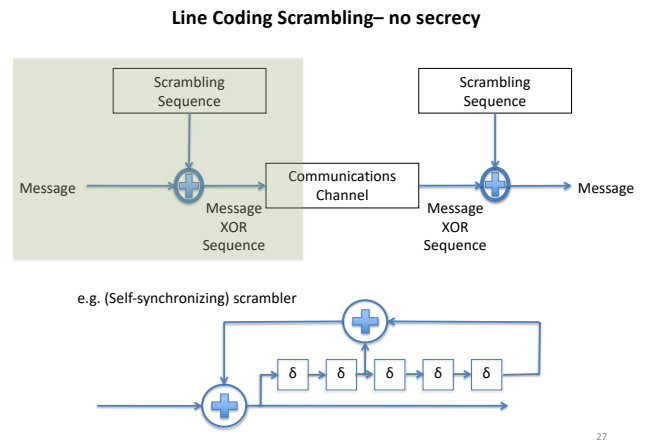 Line Coding Scrambling– no secrecy
Scrambling
Sequence
Scrambling
Sequence
Message
Communications
Channel
Message
Message
XOR
Sequence
Message
XOR
Sequence
e.g. (Self-synchronizing) scrambler
δ δ δ δ δ
27